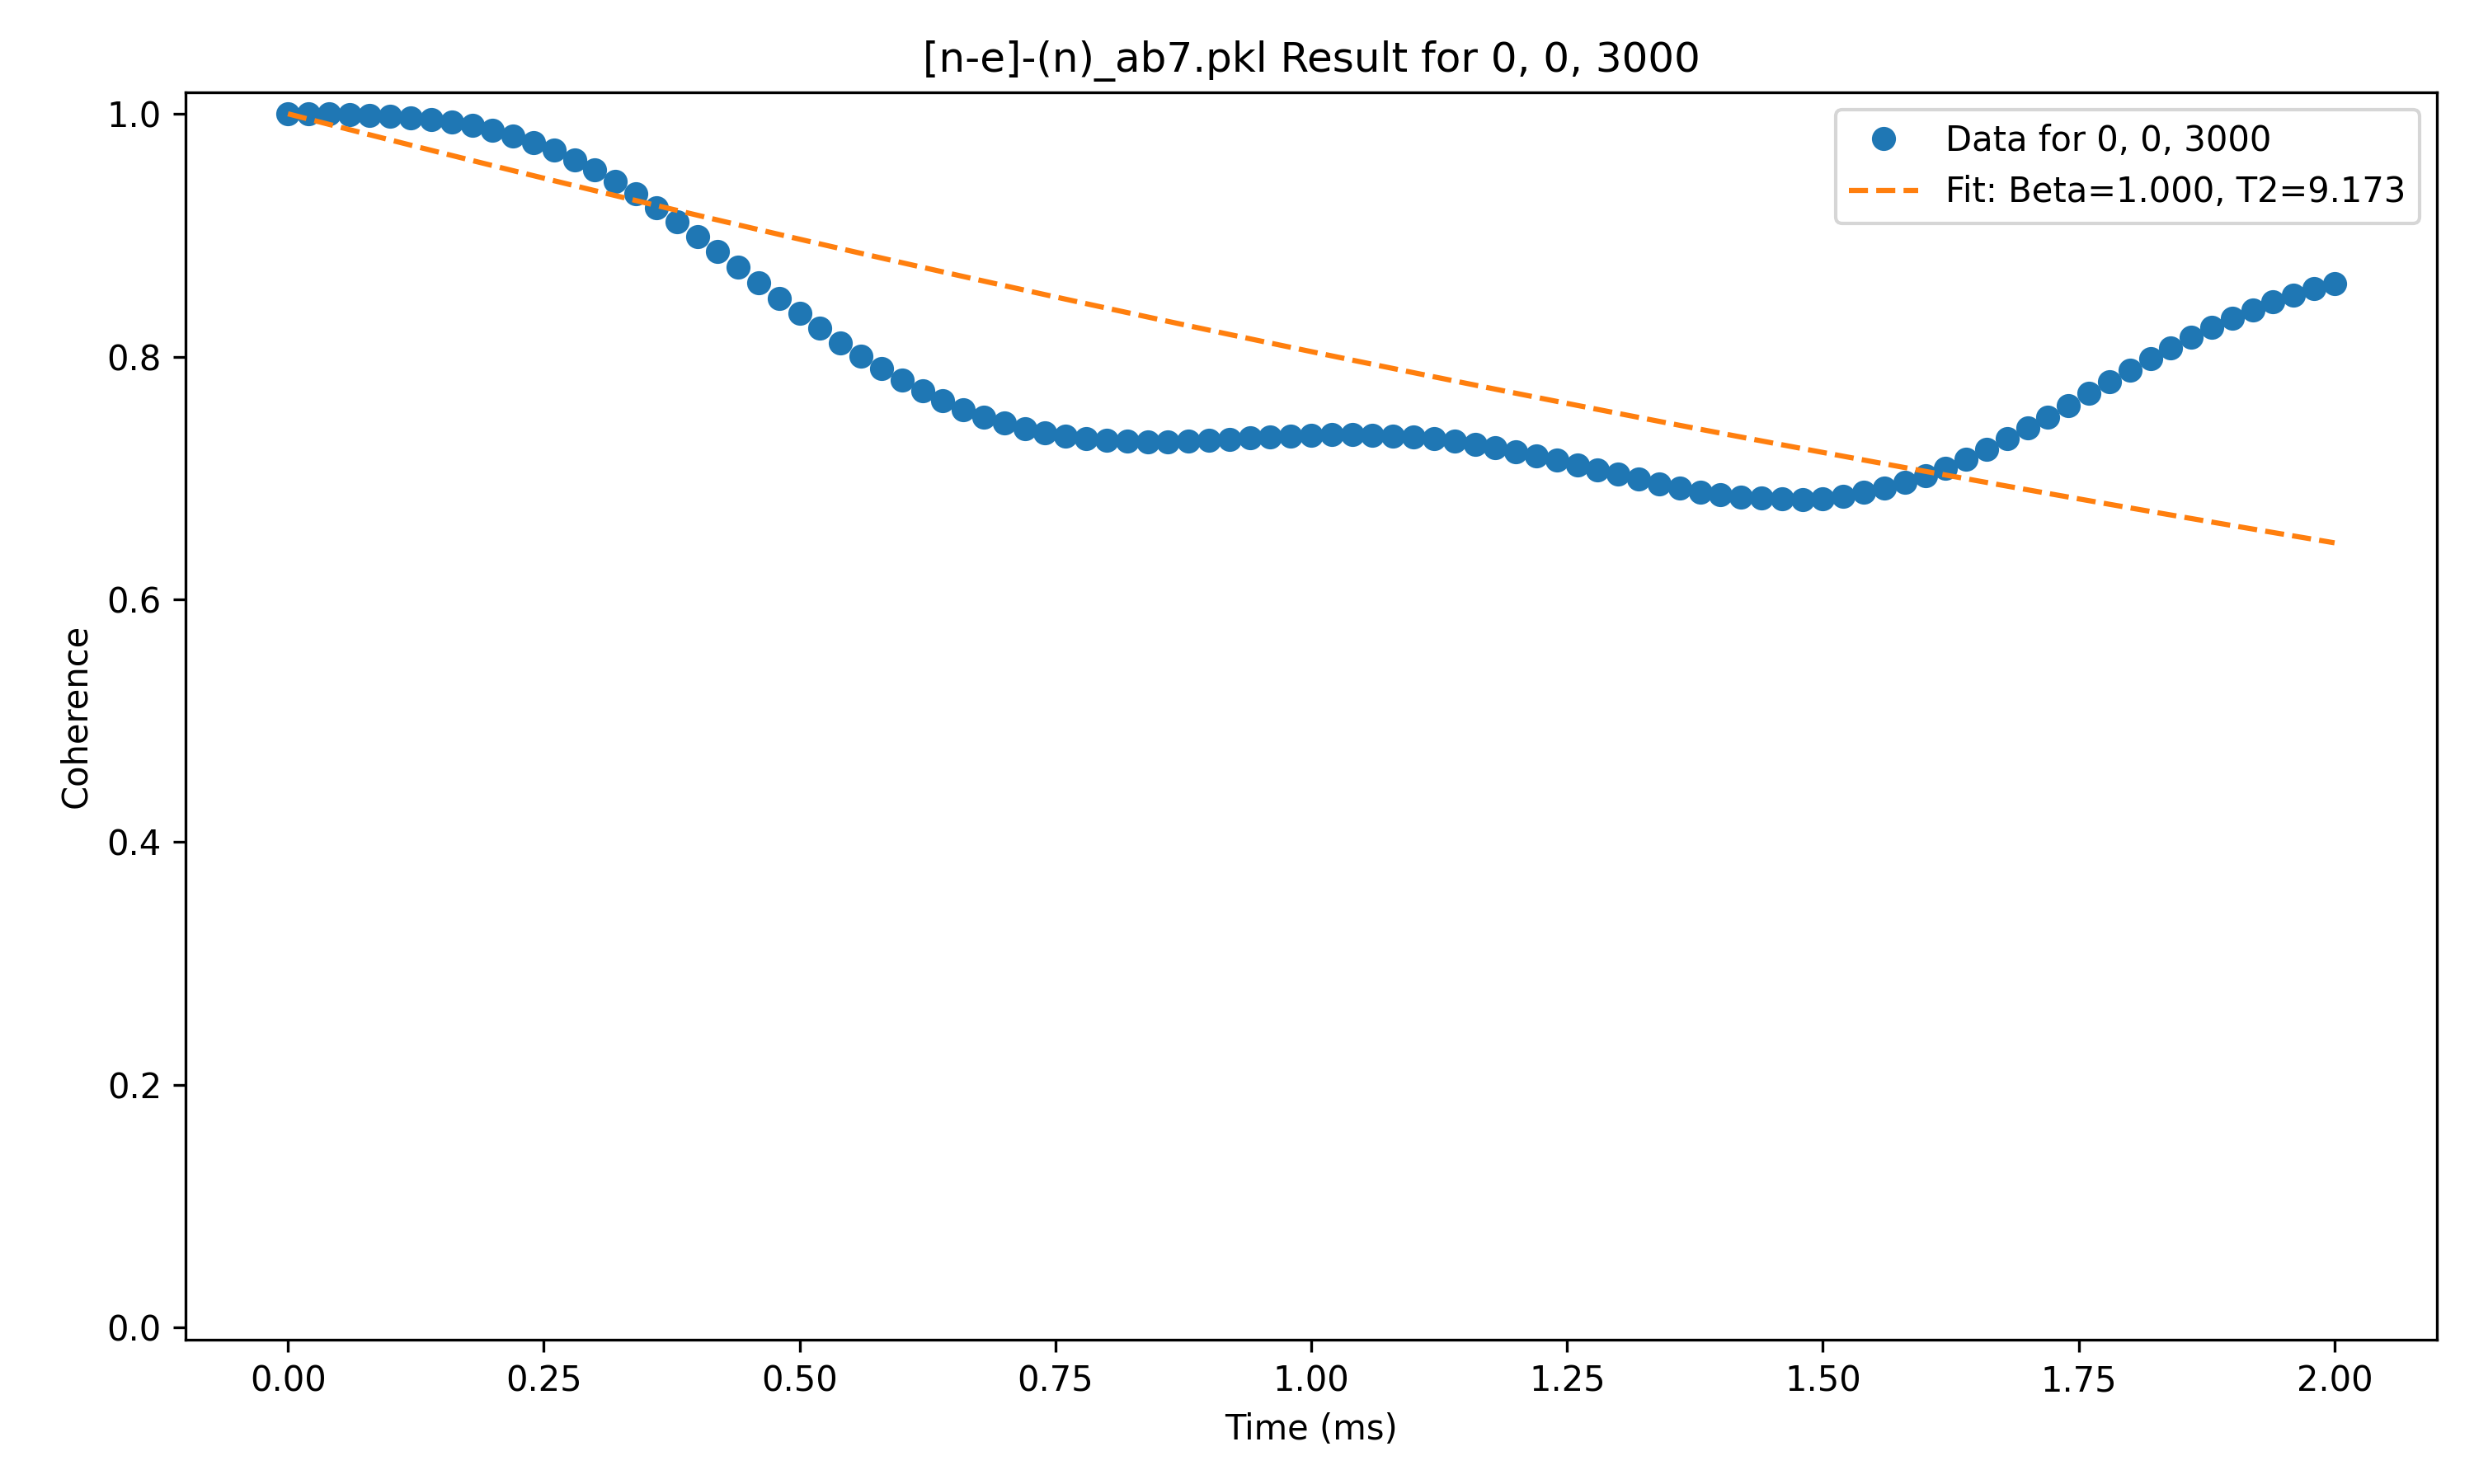 [n-e]-(n)_ab7.pkl Result for 0, 0, 3000
Data for 0, 0, 3000
Fit: Beta=1.000, T2=9.173
Coherence
1.0
0.8
0.6
0.4
0.2
0.0
0.00 0.25 0.50 0.75 1.00 1.25 1.50 1.75 2.00
Time (ms)